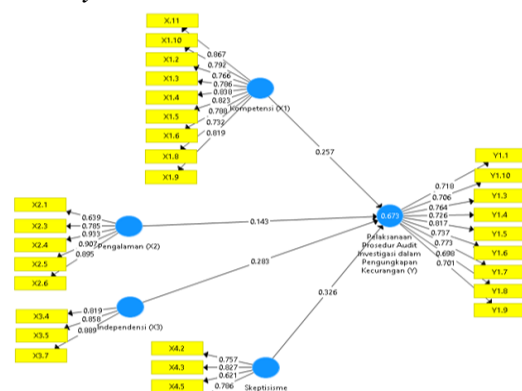 X.11
X1.10
X1.2
X1.3
X1.4
X1.5
X1.6
X1.8
X1.9
0.867
0.792
0.766
0.786
0.838
0.823
0.788
0.732
0.819
Kompetensi (X1)
0.257
X2.1
X2.3
X2.4
X2.5
X2.6
0.639
0.785
0.933
0.907
0.895
Pengalaman (X2)
0.143
X3.4
X3.5
X3.7
0.819
0.858
0.889
Independensi (X3)
0.283
X4.2
X4.3
X4.5
0.757
0.827
0.621
0.786
Skeptisisme
0.326
0.673
Pelaksanaan
Prosedur Audit
Investigasi dalam
Pengungkapan
Kecurangan (Y)
0.718
0.706
0.764
0.726
0.817
0.737
0.773
0.698
0.701
Y1.1
Y1.10
Y1.3
Y1.4
Y1.5
Y1.6
Y1.7
Y1.8
Y1.9